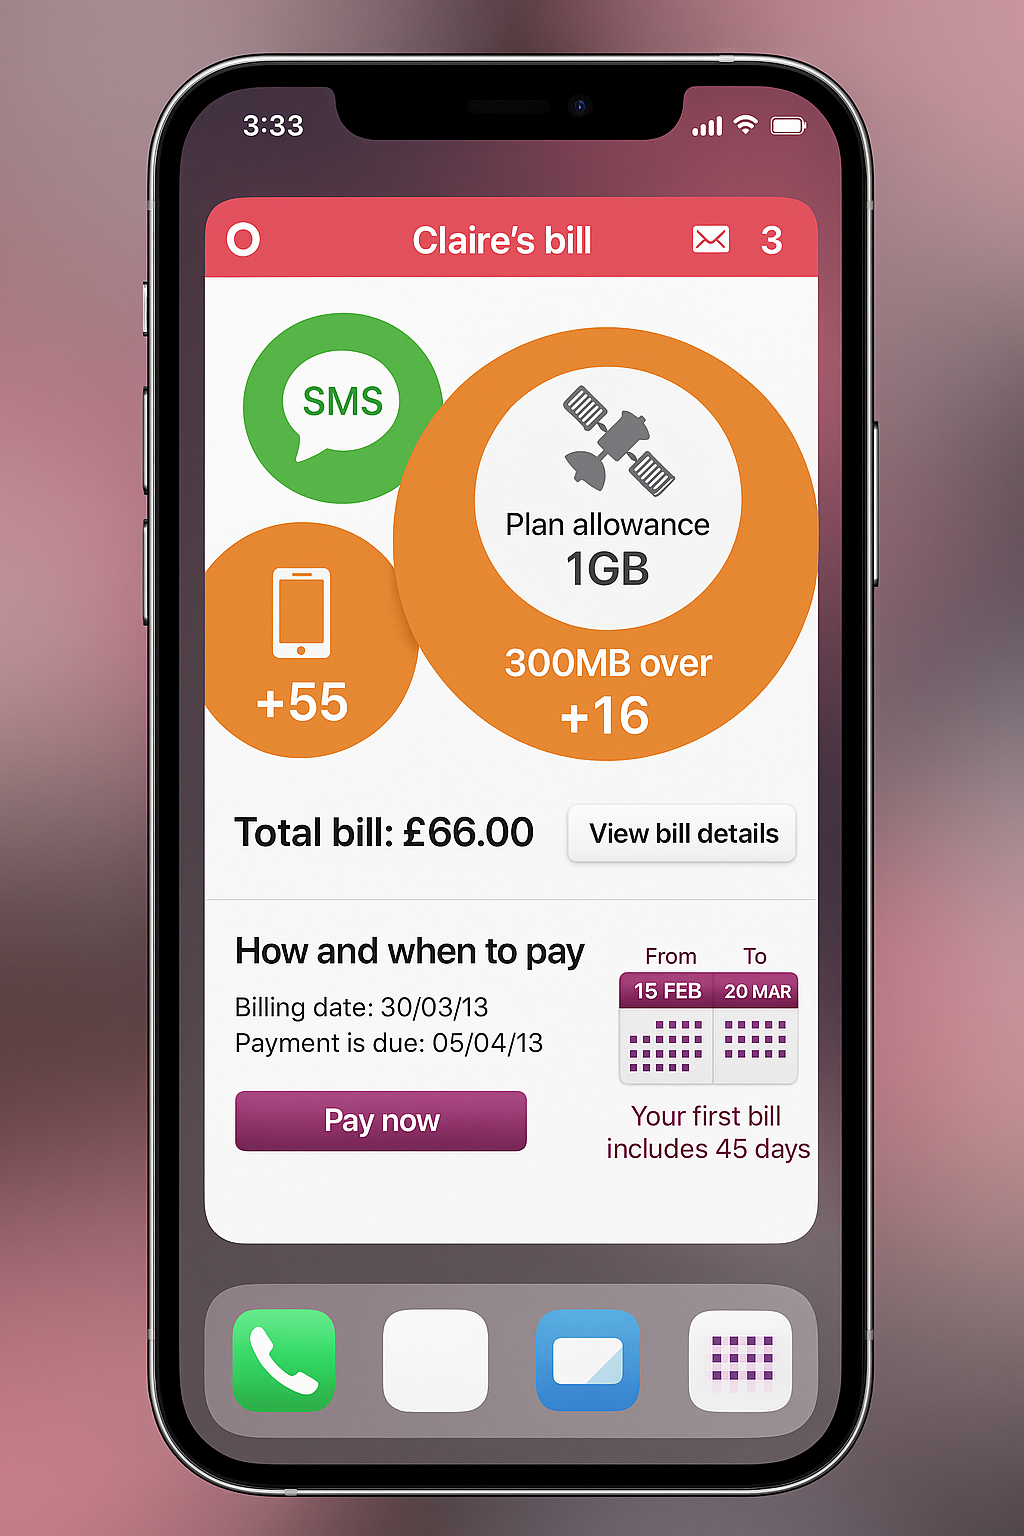 3:33
Claire's bill
3
SMS
Plan allowance
1GB
300MB over
+16
+55
Total bill: £66.00
View bill details
How and when to pay
Billing date: 30/03/13
Payment is due: 05/04/13
Pay now
From To
15 FEB 20 MAR
Your first bill
includes 45 days